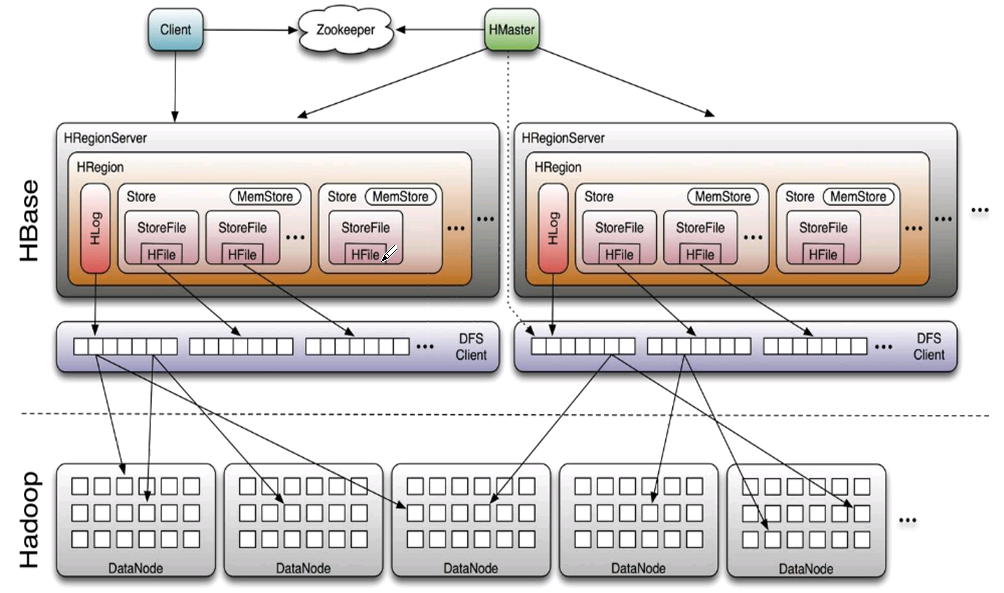 Client
Zookeeper
HMaster
HBase
HRegionServer
HRegion
HLog
Store
MemStore
StoreFile
HFile
StoreFile
HFile
...
Store
MemStore
StoreFile
HFile
...
...
HRegionServer
HRegion
HLog
Store
MemStore
StoreFile
HFile
StoreFile
HFile
...
Store
MemStore
StoreFile
HFile
...
...
...
...
DFS
Client
...
DFS
Client
Hadoop
DataNode
DataNode
DataNode
DataNode
DataNode
...